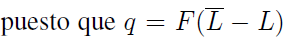 puesto que q = F(L̅ − L)